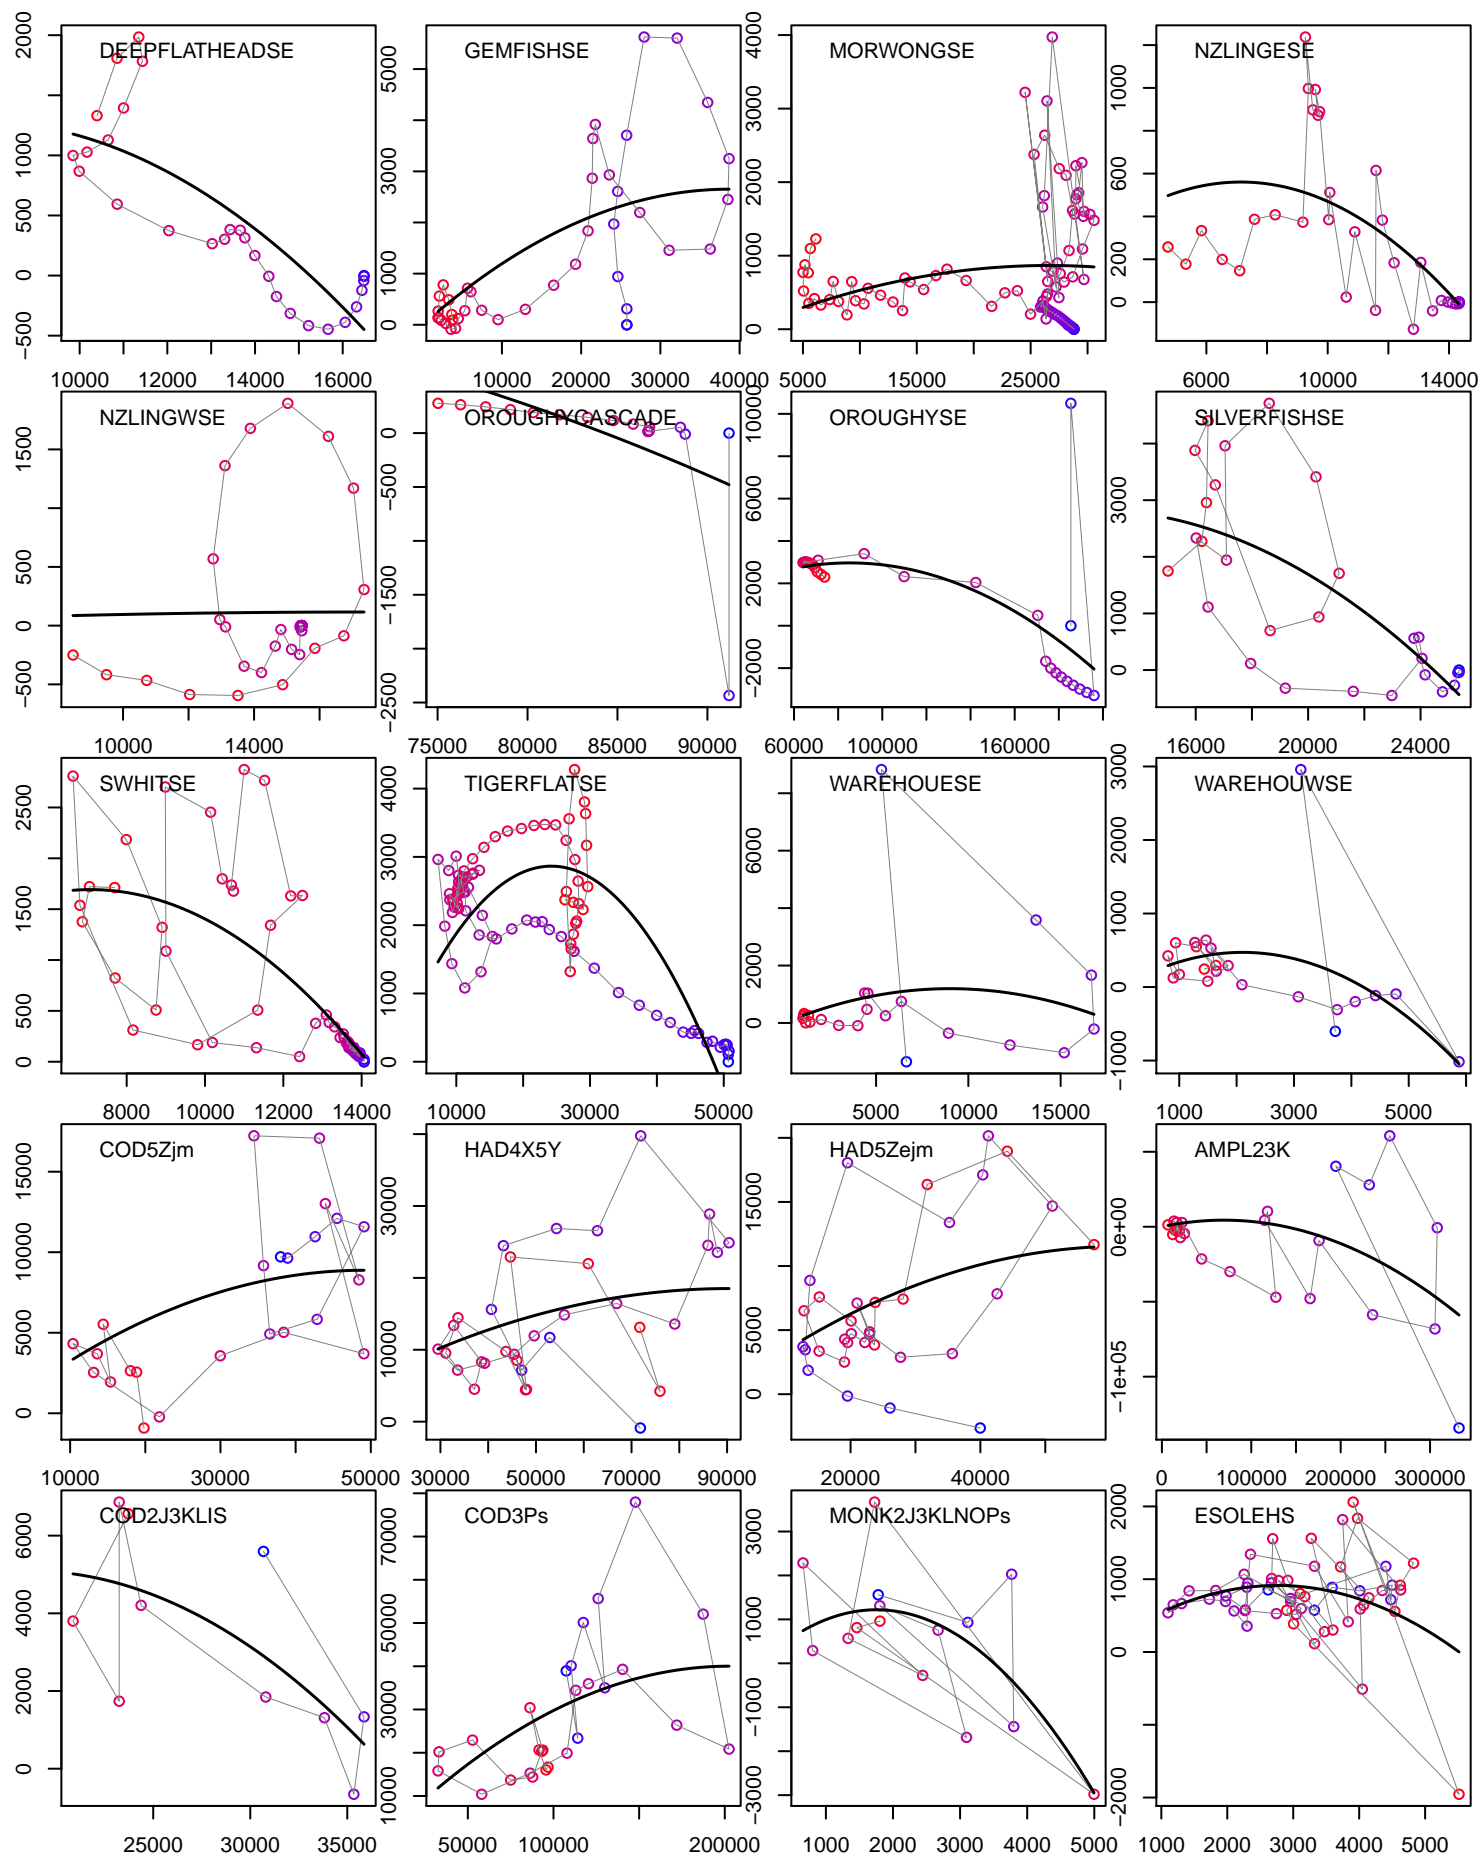 DEEPFLATHEADSE
GEMFISHSE
MORWONGSE
NZLINGESE
−500 0 500 1000 2000
0 1000 3000 5000
0 1000 2000 3000 4000
0 200 600 1000
10000 12000 14000 16000
10000 20000 30000 40000
5000 15000 25000
6000 10000 14000
NZLINGWSE
OROUGHYCASCADE
OROUGHYSE
SILVERFISHSE
−500 0 500 1500
−2500 −1500 −500 0
−2000 2000 6000 10000
0 1000 3000
10000 14000
75000 80000 85000 90000
60000 100000 160000
16000 20000 24000
SWHITSE
TIGERFLATSE
WAREHOUESE
WAREHOUWSE
0 500 1500 2500
0 1000 2000 3000 4000
0 2000 6000
−1000 0 1000 2000 3000
8000 10000 12000 14000
10000 30000 50000
5000 10000 15000
1000 3000 5000
COD5Zjm
HAD4X5Y
HAD5Zejm
AMPL23K
0 5000 10000 15000
0 10000 30000
0 5000 15000
−1e+05 0e+00
10000 30000 50000
30000 50000 70000 90000
20000 40000
0 100000 200000 300000
COD2J3KLIS
COD3Ps
MONK2J3KLNOPs
ESOLEHS
0 2000 4000 6000
10000 30000 50000 70000
−3000 −1000 1000 3000
−2000 0 1000 2000
25000 30000 35000
50000 100000 200000
1000 2000 3000 4000 5000
1000 2000 3000 4000 5000